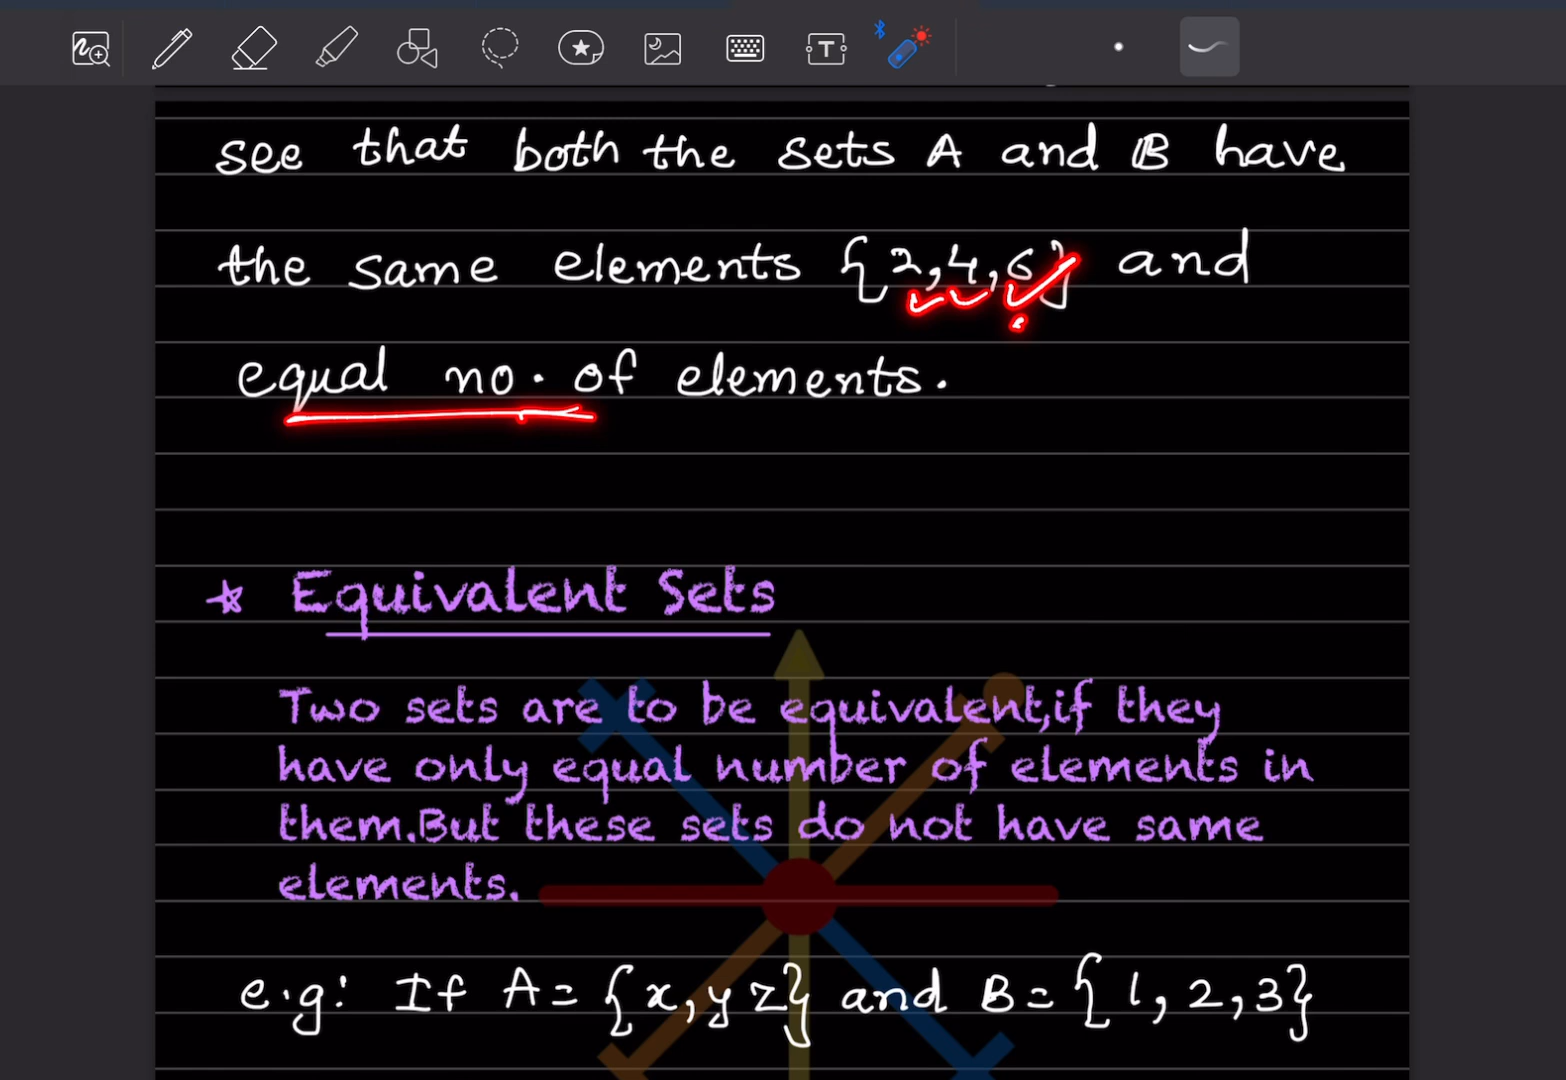 see that both the sets A and B have
the same elements {2,4,6} and
equal no. of elements.
☆ Equivalent Sets
Two sets are to be equivalent,if they
have only equal number of elements in
them.But these sets do not have same
elements.
e.g: If A = {x,y z} and B = {1, 2, 3}